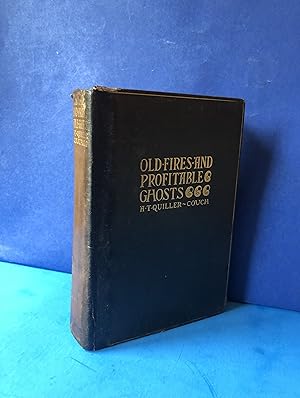 OLD·FIRES·AND
PROFITABLE
GHOSTS
A·T·QUILLER-COUCH